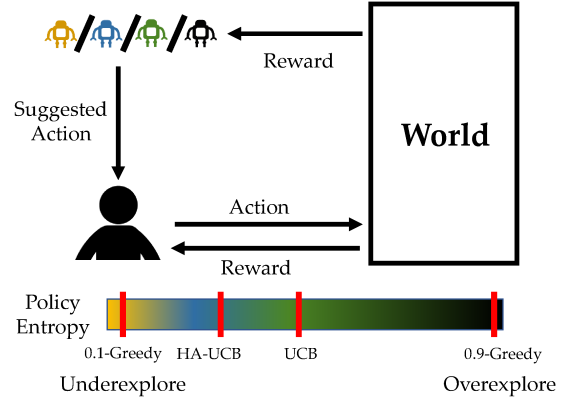 Reward
Suggested
Action
World
Action
Reward
Policy
Entropy
0.1-Greedy
HA-UCB
UCB
0.9-Greedy
Underexplore
Overexplore